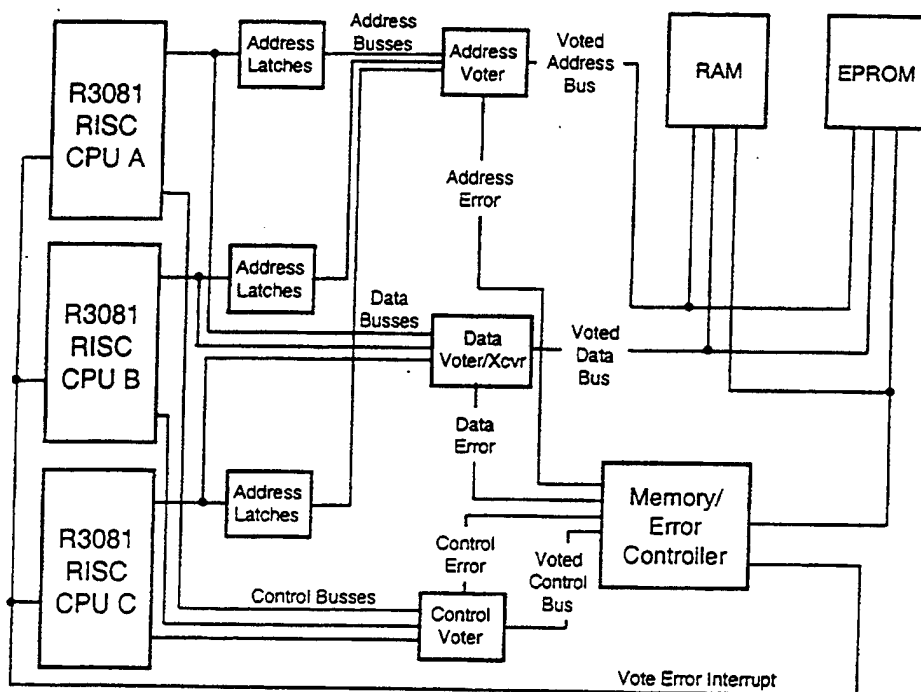 Address
Busses
Address
Latches
Address
Voter
Voted
Address
Bus
RAM
EPROM
R3081
RISC
CPU A
Address
Error
Address
Latches
Data
Busses
R3081
RISC
CPU B
Data
Voter/Xcvr
Voted
Data
Bus
Data
Error
Address
Latches
Memory/
Error
Controller
R3081
RISC
CPU C
Control
Error
Voted
Control
Bus
Control Busses
Control
Voter
Vote Error Interrupt